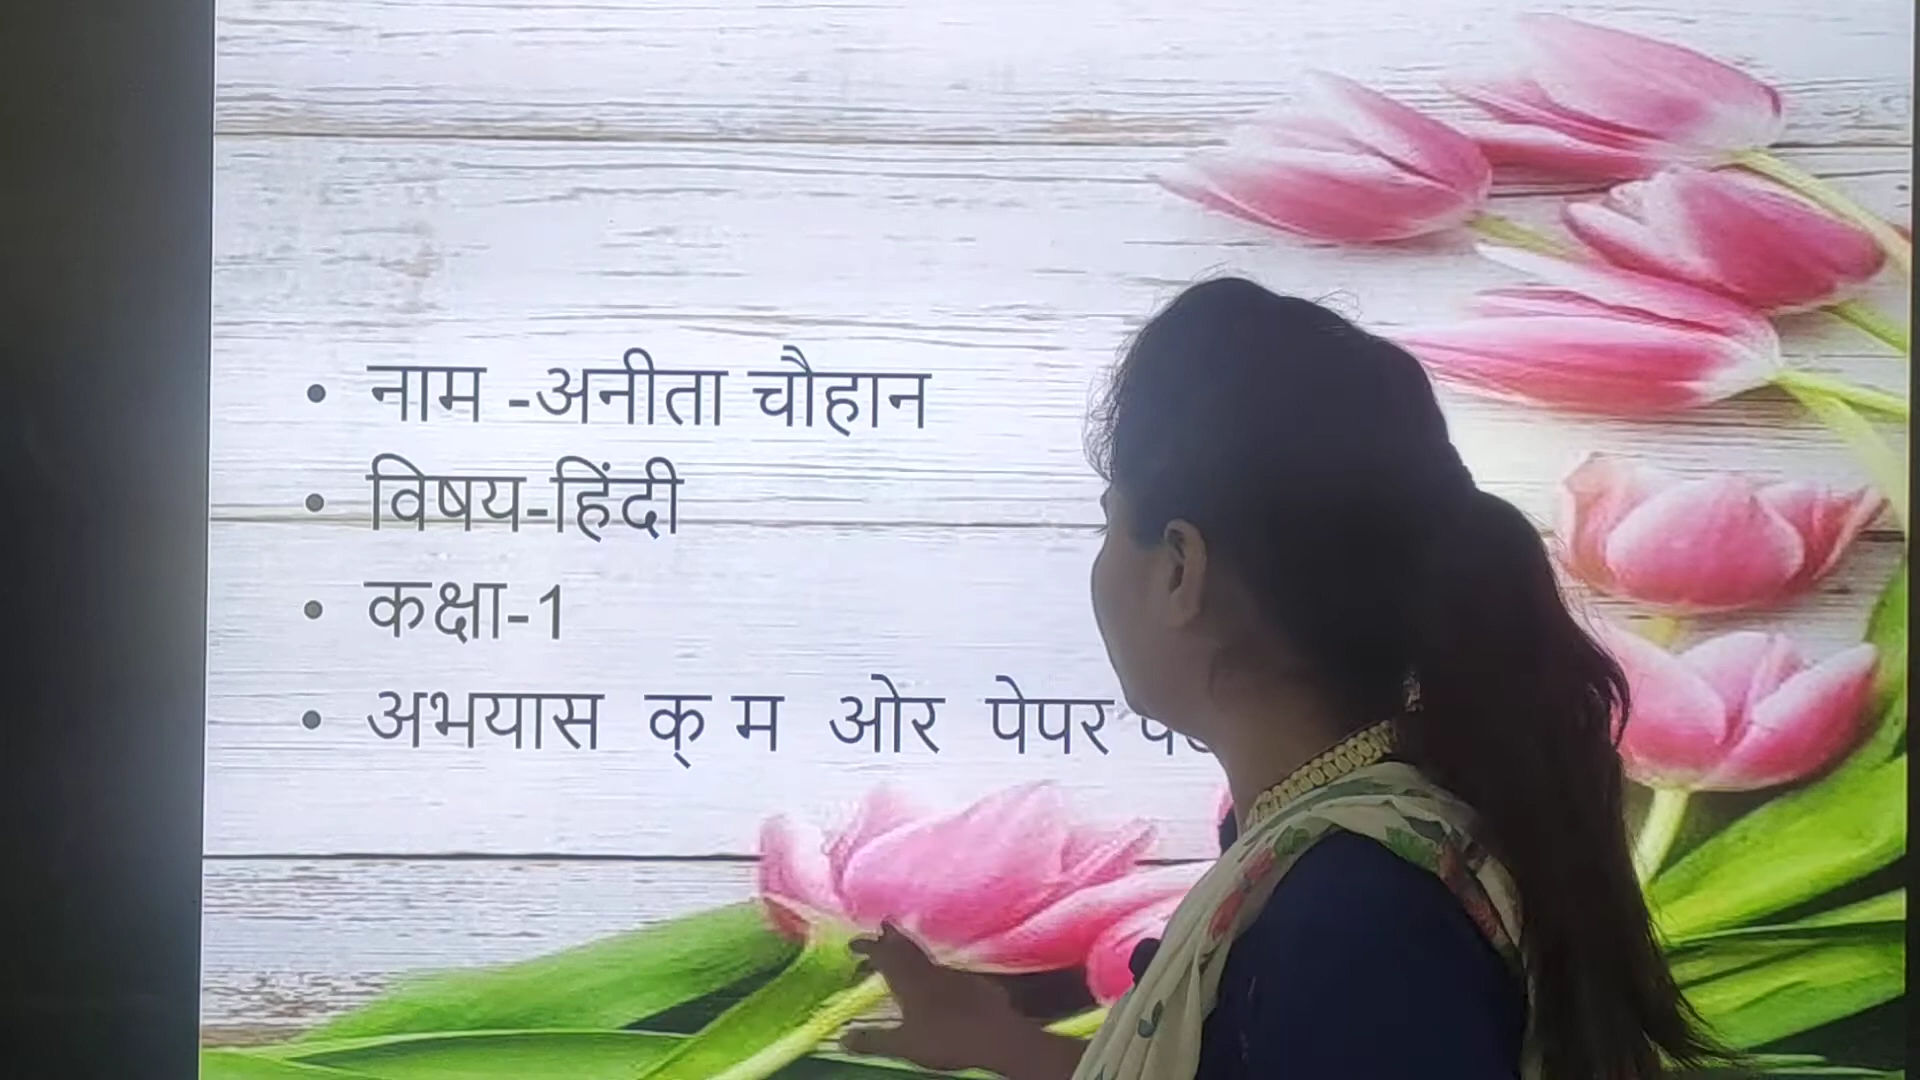 नाम -अनीता चौहान
विषय-हिंदी
कक्षा-1
अभयास क् म ओर पेपर